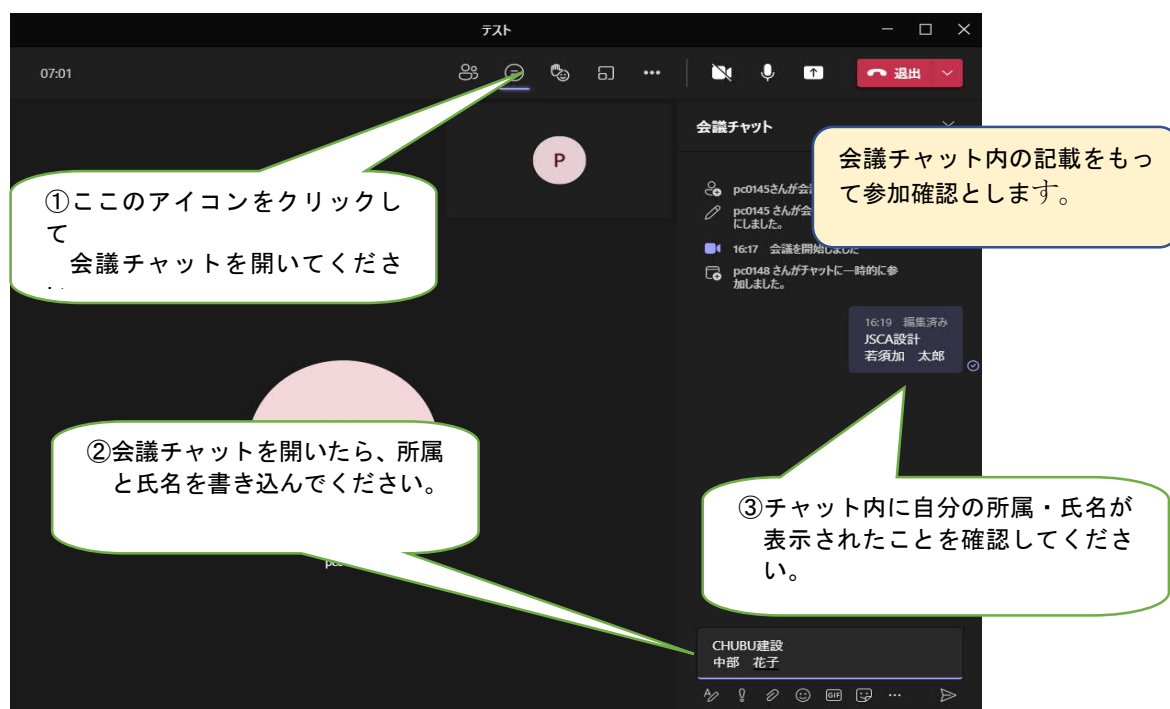 テスト
07:01
退出
会議チャット
P
会議チャット内の記載をもっ
て参加確認とします。
①ここのアイコンをクリックし
て
会議チャットを開いてくださ
pc0145さんが会
pc0145 さんが会
にしました。
16:17 会議を開始しました
pc0148 さんがチャットに一時的に参
加しました。
16:19 編集済み
JSCA設計
若須加 太郎
②会議チャットを開いたら、所属
と氏名を書き込んでください。
③チャット内に自分の所属・氏名が
表示されたことを確認してくださ
い。
CHUBU建設
中部 花子
GIF